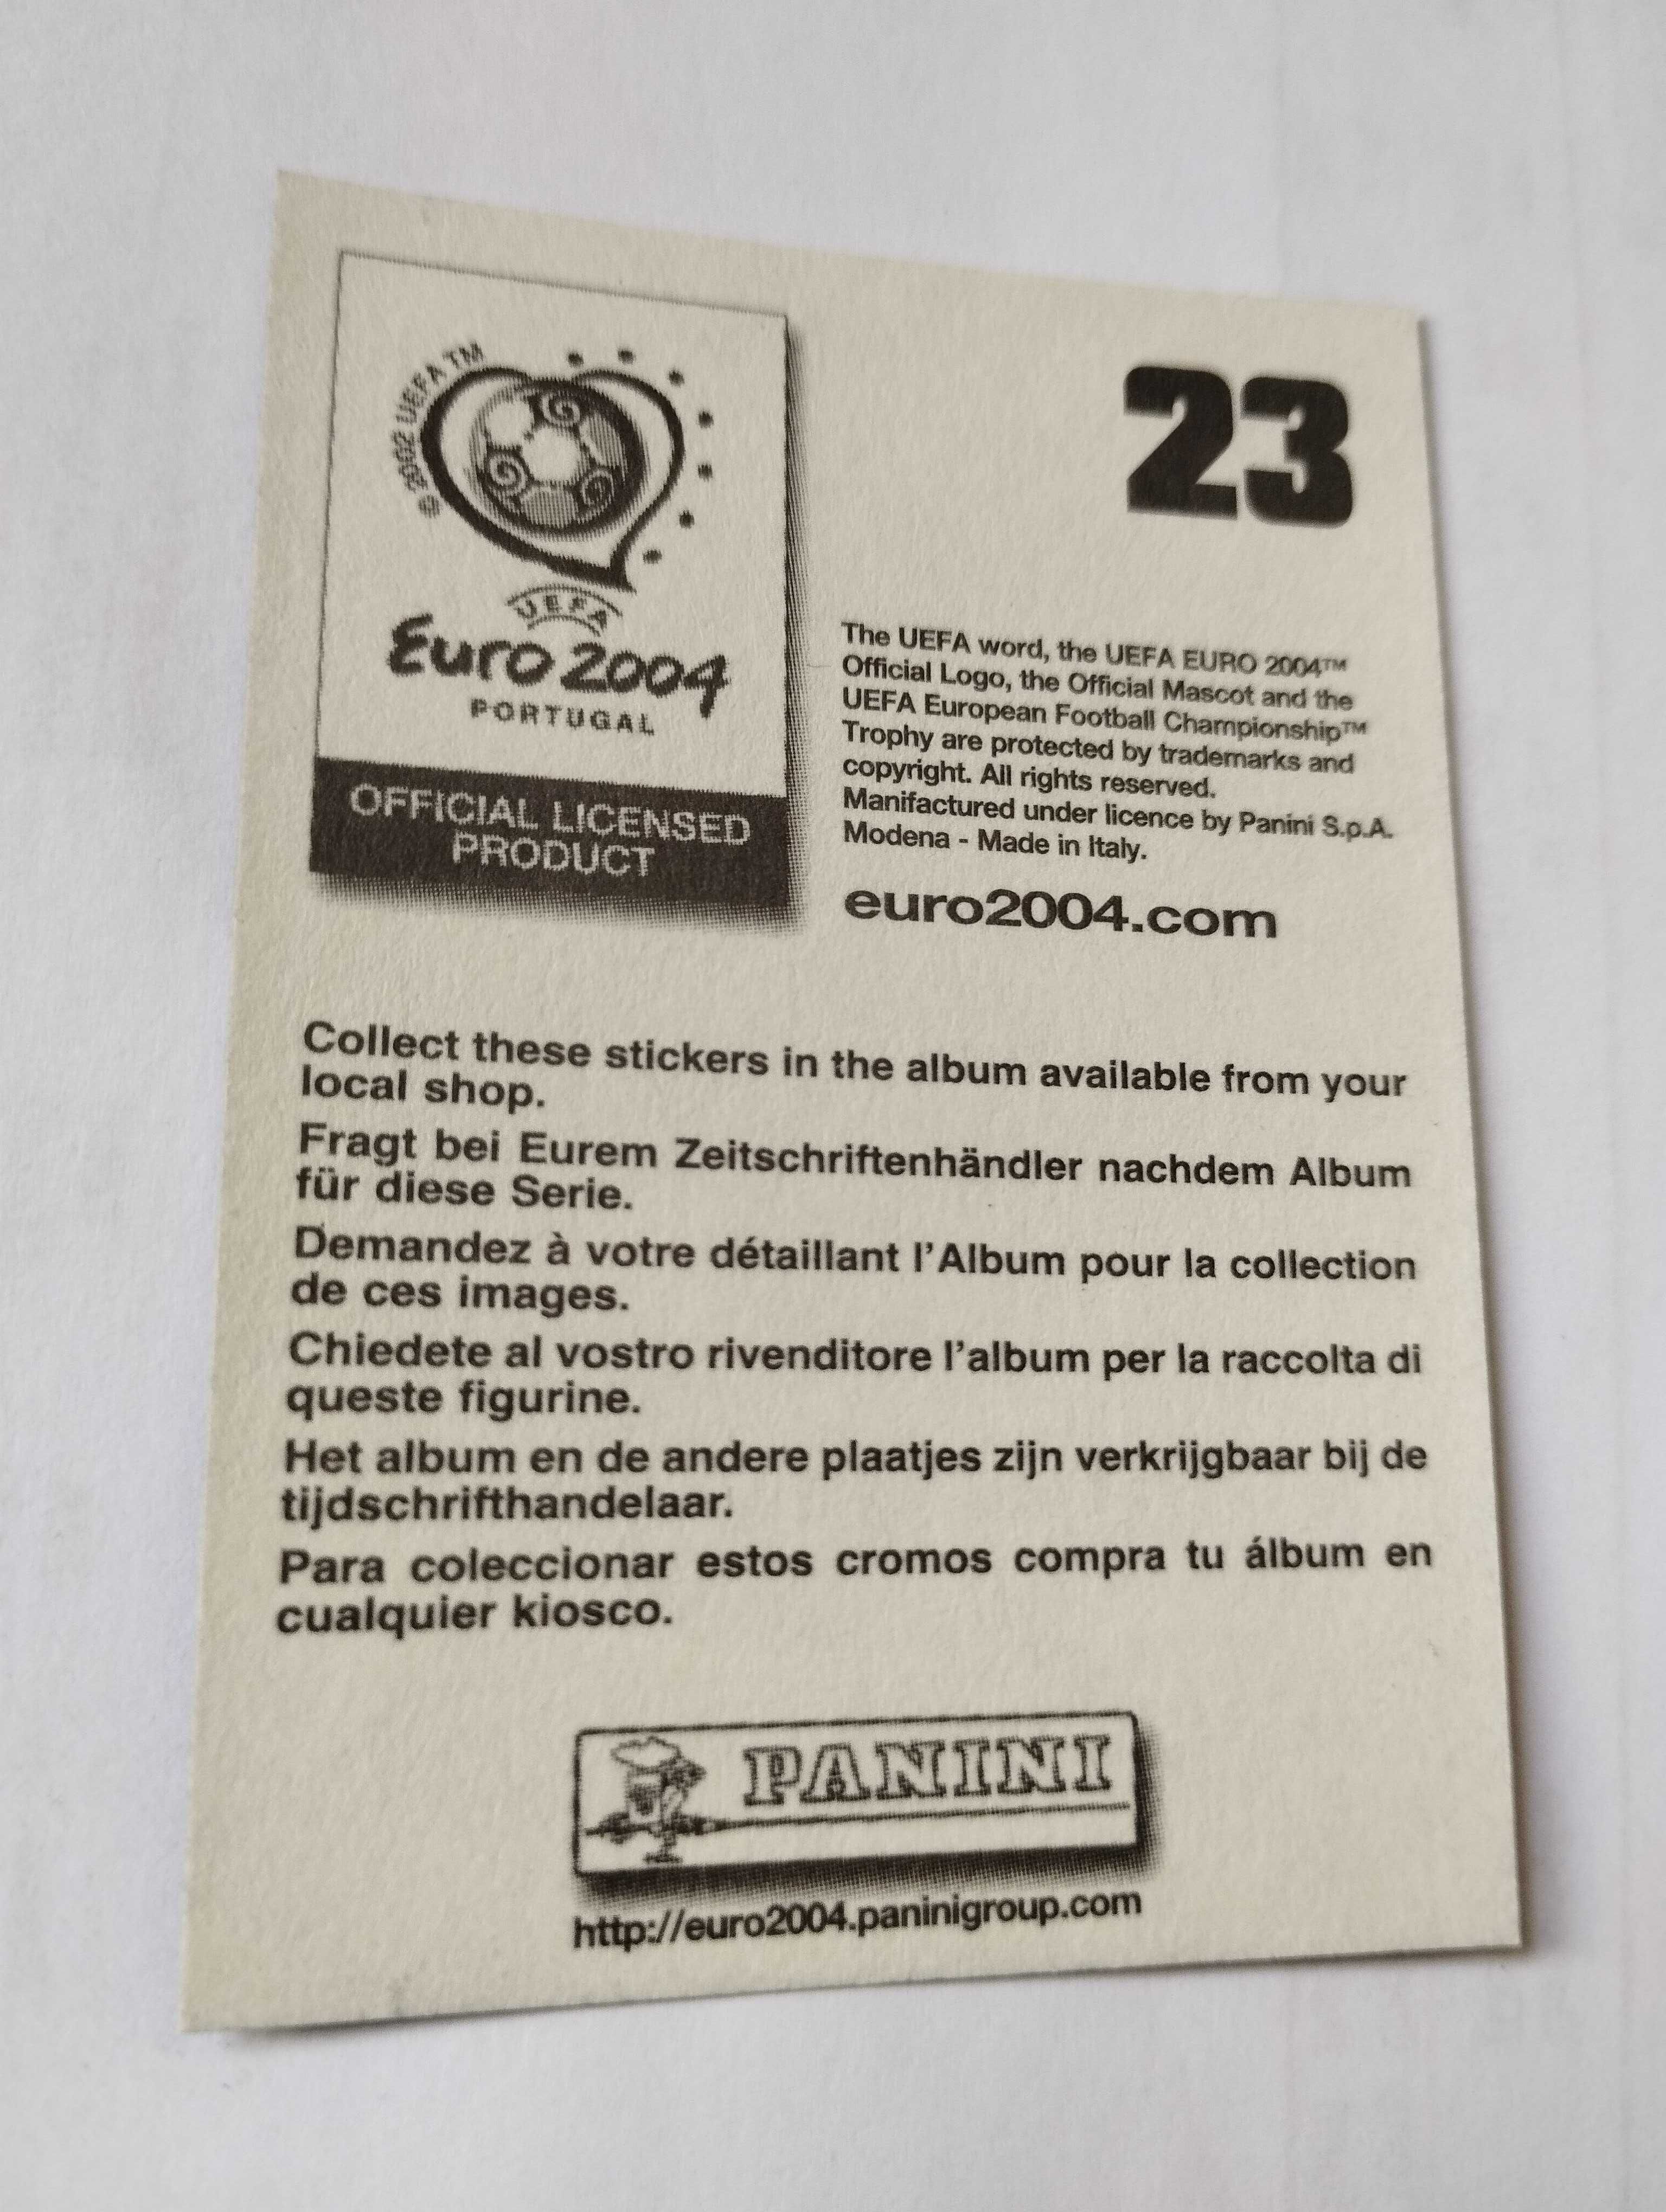 © 2002 UEFA TM
UEFA
Euro 2004
PORTUGAL
OFFICIAL LICENSED
PRODUCT
23
The UEFA word, the UEFA EURO 2004™
Official Logo, the Official Mascot and the
UEFA European Football Championship™
Trophy are protected by trademarks and
copyright. All rights reserved.
Manifactured under licence by Panini S.p.A.
Modena - Made in Italy.
euro2004.com
Collect these stickers in the album available from your
local shop.
Fragt bei Eurem Zeitschriftenhändler nachdem Album
für diese Serie.
Demandez à votre détaillant l'Album pour la collection
de ces images.
Chiedete al vostro rivenditore l'album per la raccolta di
queste figurine.
Het album en de andere plaatjes zijn verkrijgbaar bij de
tijdschrifthandelaar.
Para coleccionar estos cromos compra tu álbum en
cualquier kiosco.
PANINI
http://euro2004.paninigroup.com